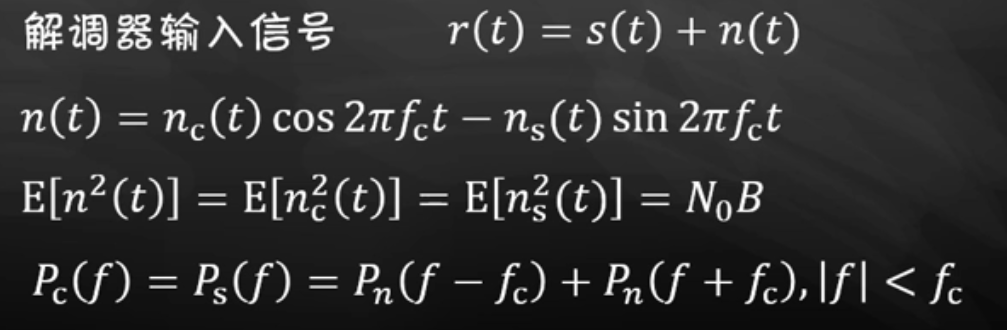 解调器输入信号 r(t) = s(t) + n(t)
n(t) = n_c(t) cos 2πf_c t − n_s(t) sin 2πf_c t
E[n²(t)] = E[n_c²(t)] = E[n_s²(t)] = N₀B
P_c(f) = P_s(f) = P_n(f − f_c) + P_n(f + f_c), |f| < f_c